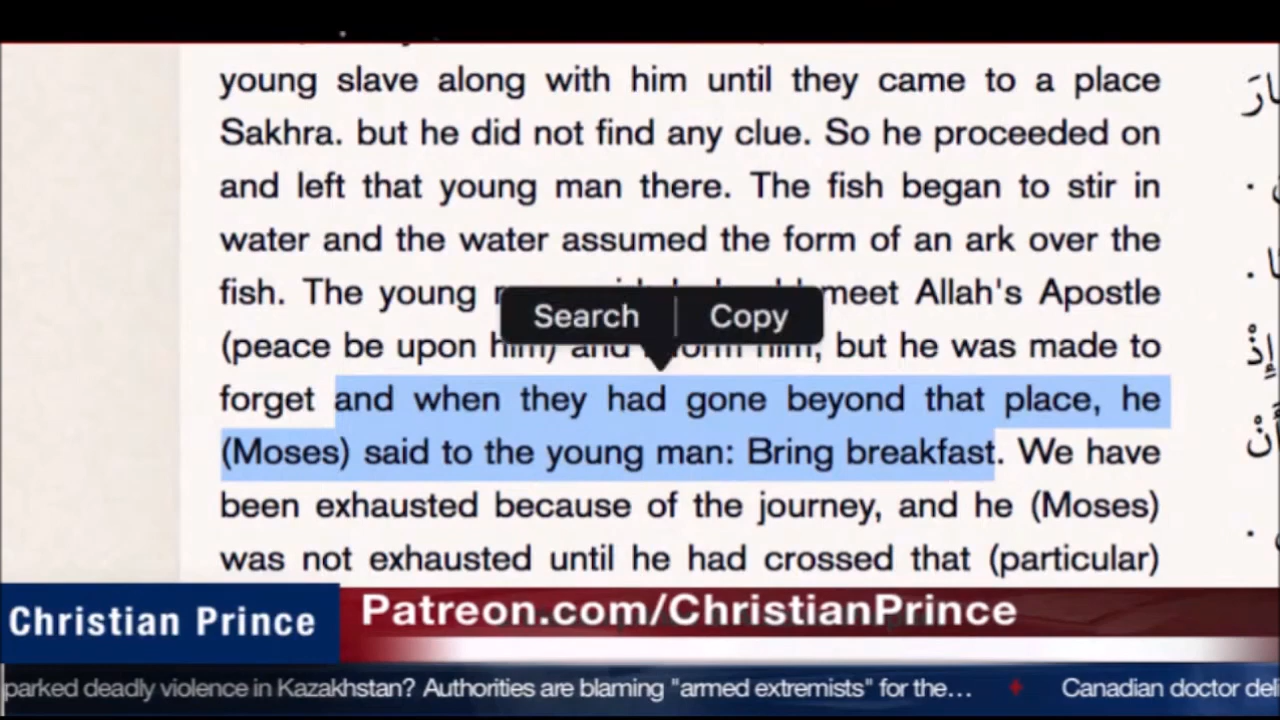 young slave along with him until they came to a place
Sakhra. but he did not find any clue. So he proceeded on
and left that young man there. The fish began to stir in
water and the water assumed the form of an ark over the
fish. The young meet Allah's Apostle
Search Copy
(peace be upon him) and him, but he was made to
forget and when they had gone beyond that place, he
(Moses) said to the young man: Bring breakfast. We have
been exhausted because of the journey, and he (Moses)
was not exhausted until he had crossed that (particular)
Christian Prince
Patreon.com/ChristianPrince
parked deadly violence in Kazakhstan? Authorities are blaming "armed extremists" for the... Canadian doctor deli